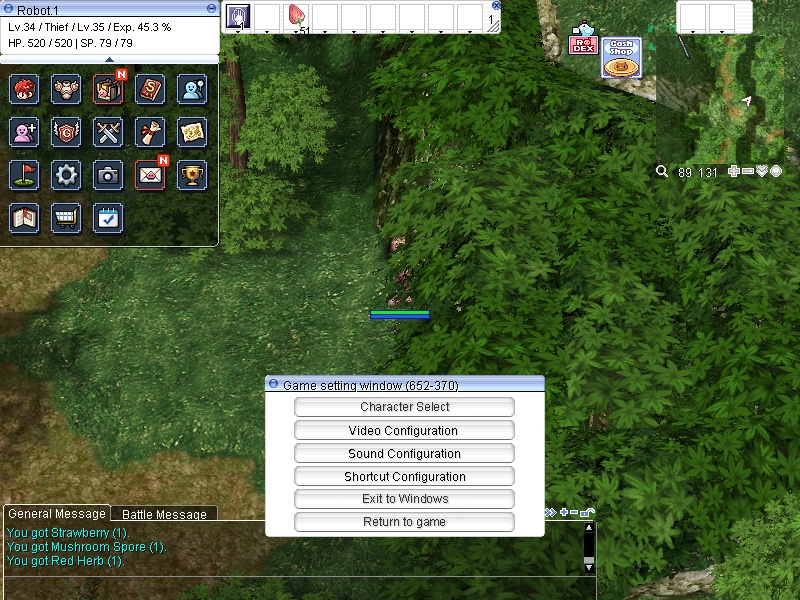 Robot.1
Lv.34 / Thief / Lv.35 / Exp. 45.3 %
HP. 520 / 520 | SP. 79 / 79
1
51
1
N
S
G
N
RO
DEX
Cash
Shop
89 131
Game setting window (652-370)
Character Select
Video Configuration
Sound Configuration
Shortcut Configuration
Exit to Windows
Return to game
General Message
Battle Message
You got Strawberry (1).
You got Mushroom Spore (1).
You got Red Herb (1).